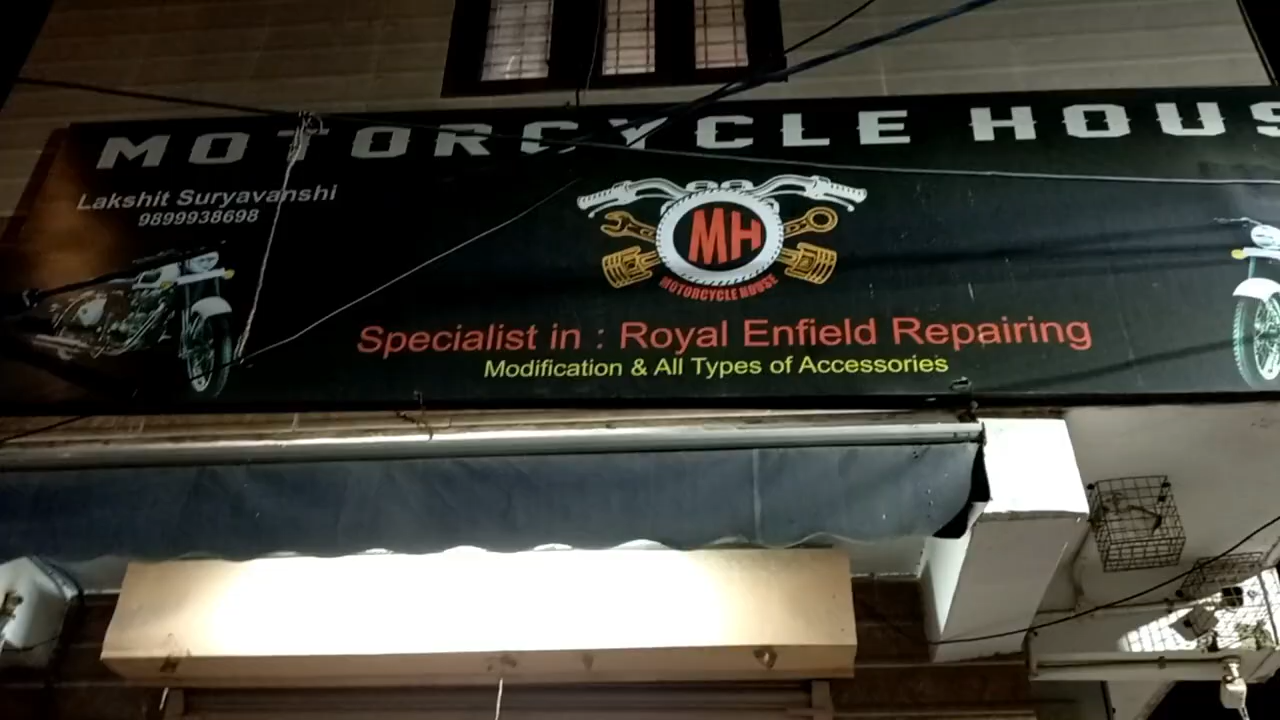 MOTORCYCLE HOUS
Lakshit Suryavanshi
9899938698
MH
MOTORCYCLE HOUSE
Specialist in : Royal Enfield Repairing
Modification & All Types of Accessories